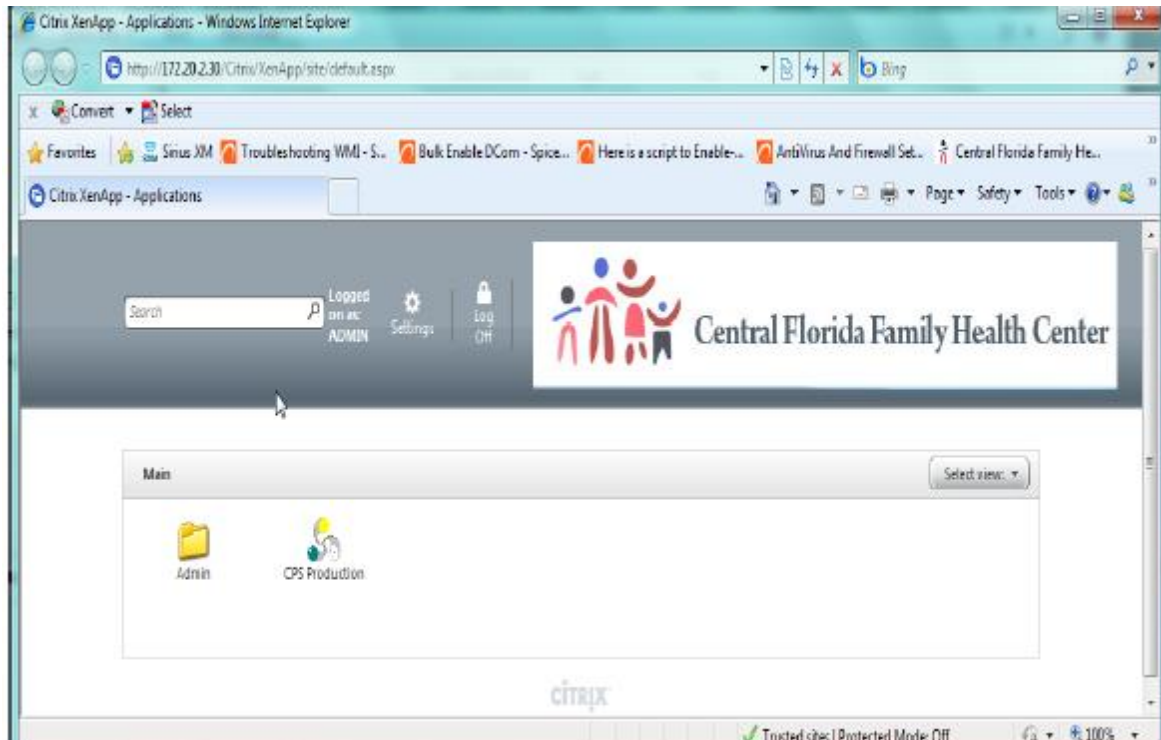 Citrix XenApp - Applications - Windows Internet Explorer
http://172.20.2.30/Citrix/XenApp/site/default.aspx
Bing
x Convert Select
Favorites Sirius XM Troubleshooting WMI - S... Bulk Enable DCom - Spice... Here is a script to Enable-... AntiVirus And Firewall Set... Central Florida Family He...
Citrix XenApp - Applications
Page Safety Tools
Search
Logged
on as:
ADMIN
Settings
Log
Off
Central Florida Family Health Center
Main
Select view:
Admin
CPS Production
CITRIX
Trusted sites | Protected Mode: Off
100%